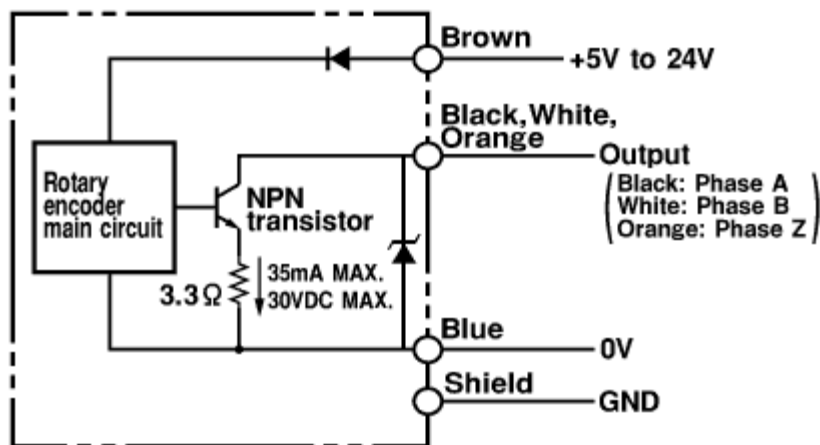 Brown
+5V to 24V
Black,White,
Orange
Output
(Black: Phase A
White: Phase B
Orange: Phase Z)
Rotary
encoder
main circuit
NPN
transistor
35mA MAX.
30VDC MAX.
3.3Ω
Blue
0V
Shield
GND